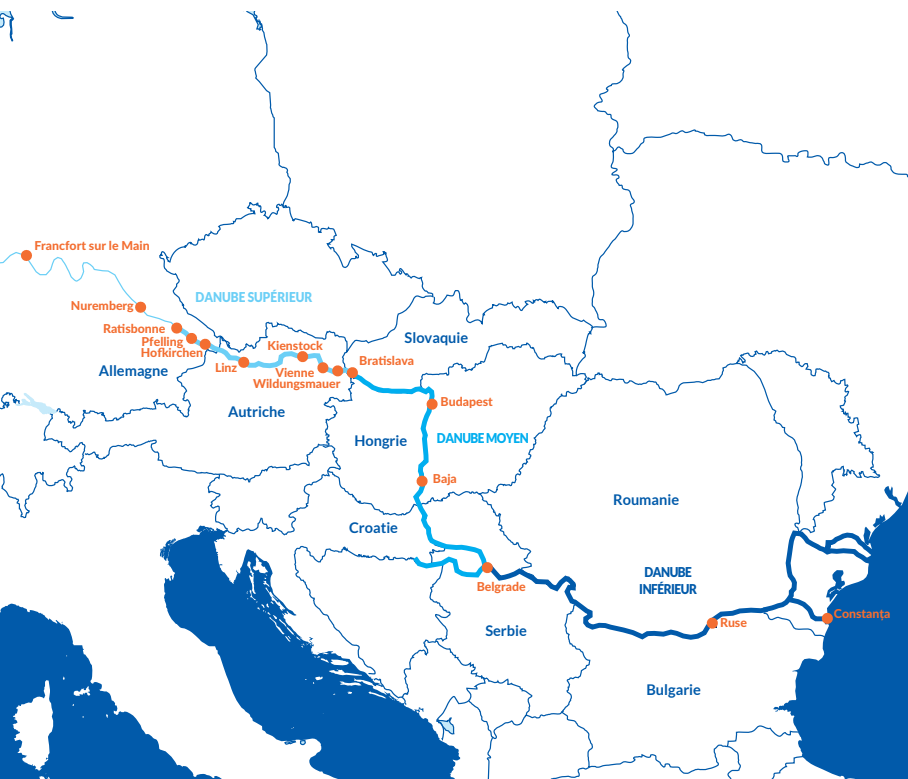 Francfort sur le Main
DANUBE SUPÉRIEUR
Nuremberg
Ratisbonne
Pfelling
Hofkirchen
Allemagne
Linz
Kienstock
Vienne
Wildungsmauer
Bratislava
Slovaquie
Autriche
Budapest
Hongrie
DANUBE MOYEN
Baja
Croatie
Roumanie
Belgrade
DANUBE
INFÉRIEUR
Constanța
Ruse
Serbie
Bulgarie